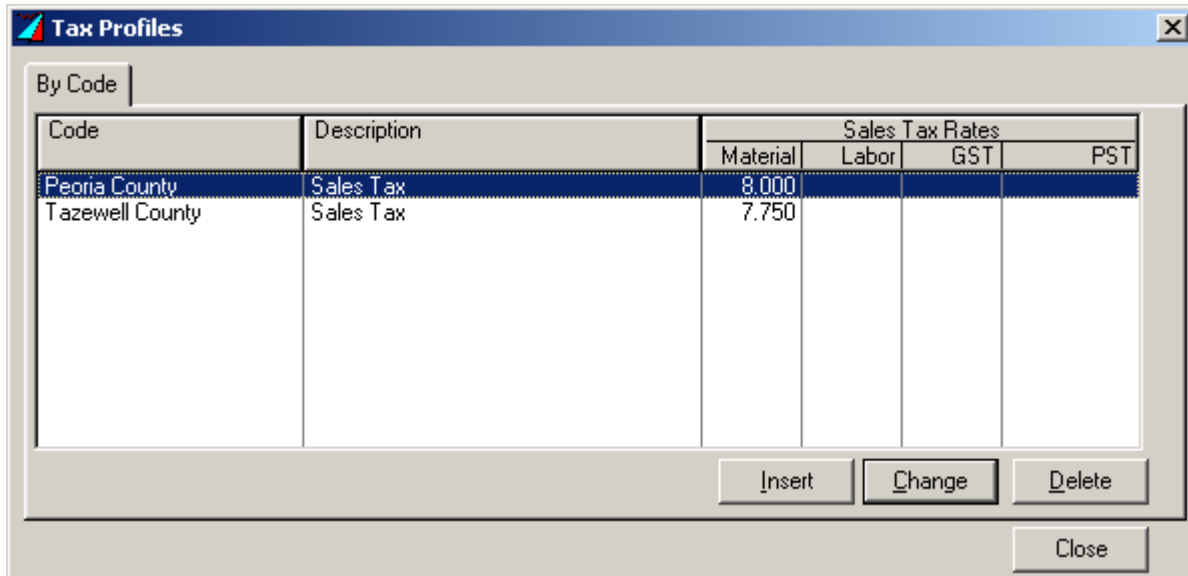 Tax Profiles
By Code
Code Description Sales Tax Rates
Material Labor GST PST
Peoria County Sales Tax 8.000
Tazewell County Sales Tax 7.750
Insert Change Delete
Close